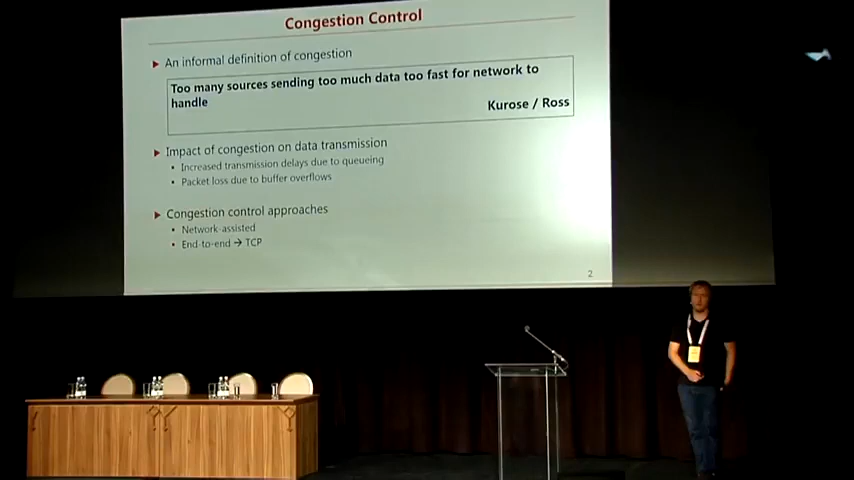 Congestion Control
An informal definition of congestion
Too many sources sending too much data too fast for network to
handle
Kurose / Ross
Impact of congestion on data transmission
• Increased transmission delays due to queueing
• Packet loss due to buffer overflows
Congestion control approaches
• Network-assisted
• End-to-end → TCP
2